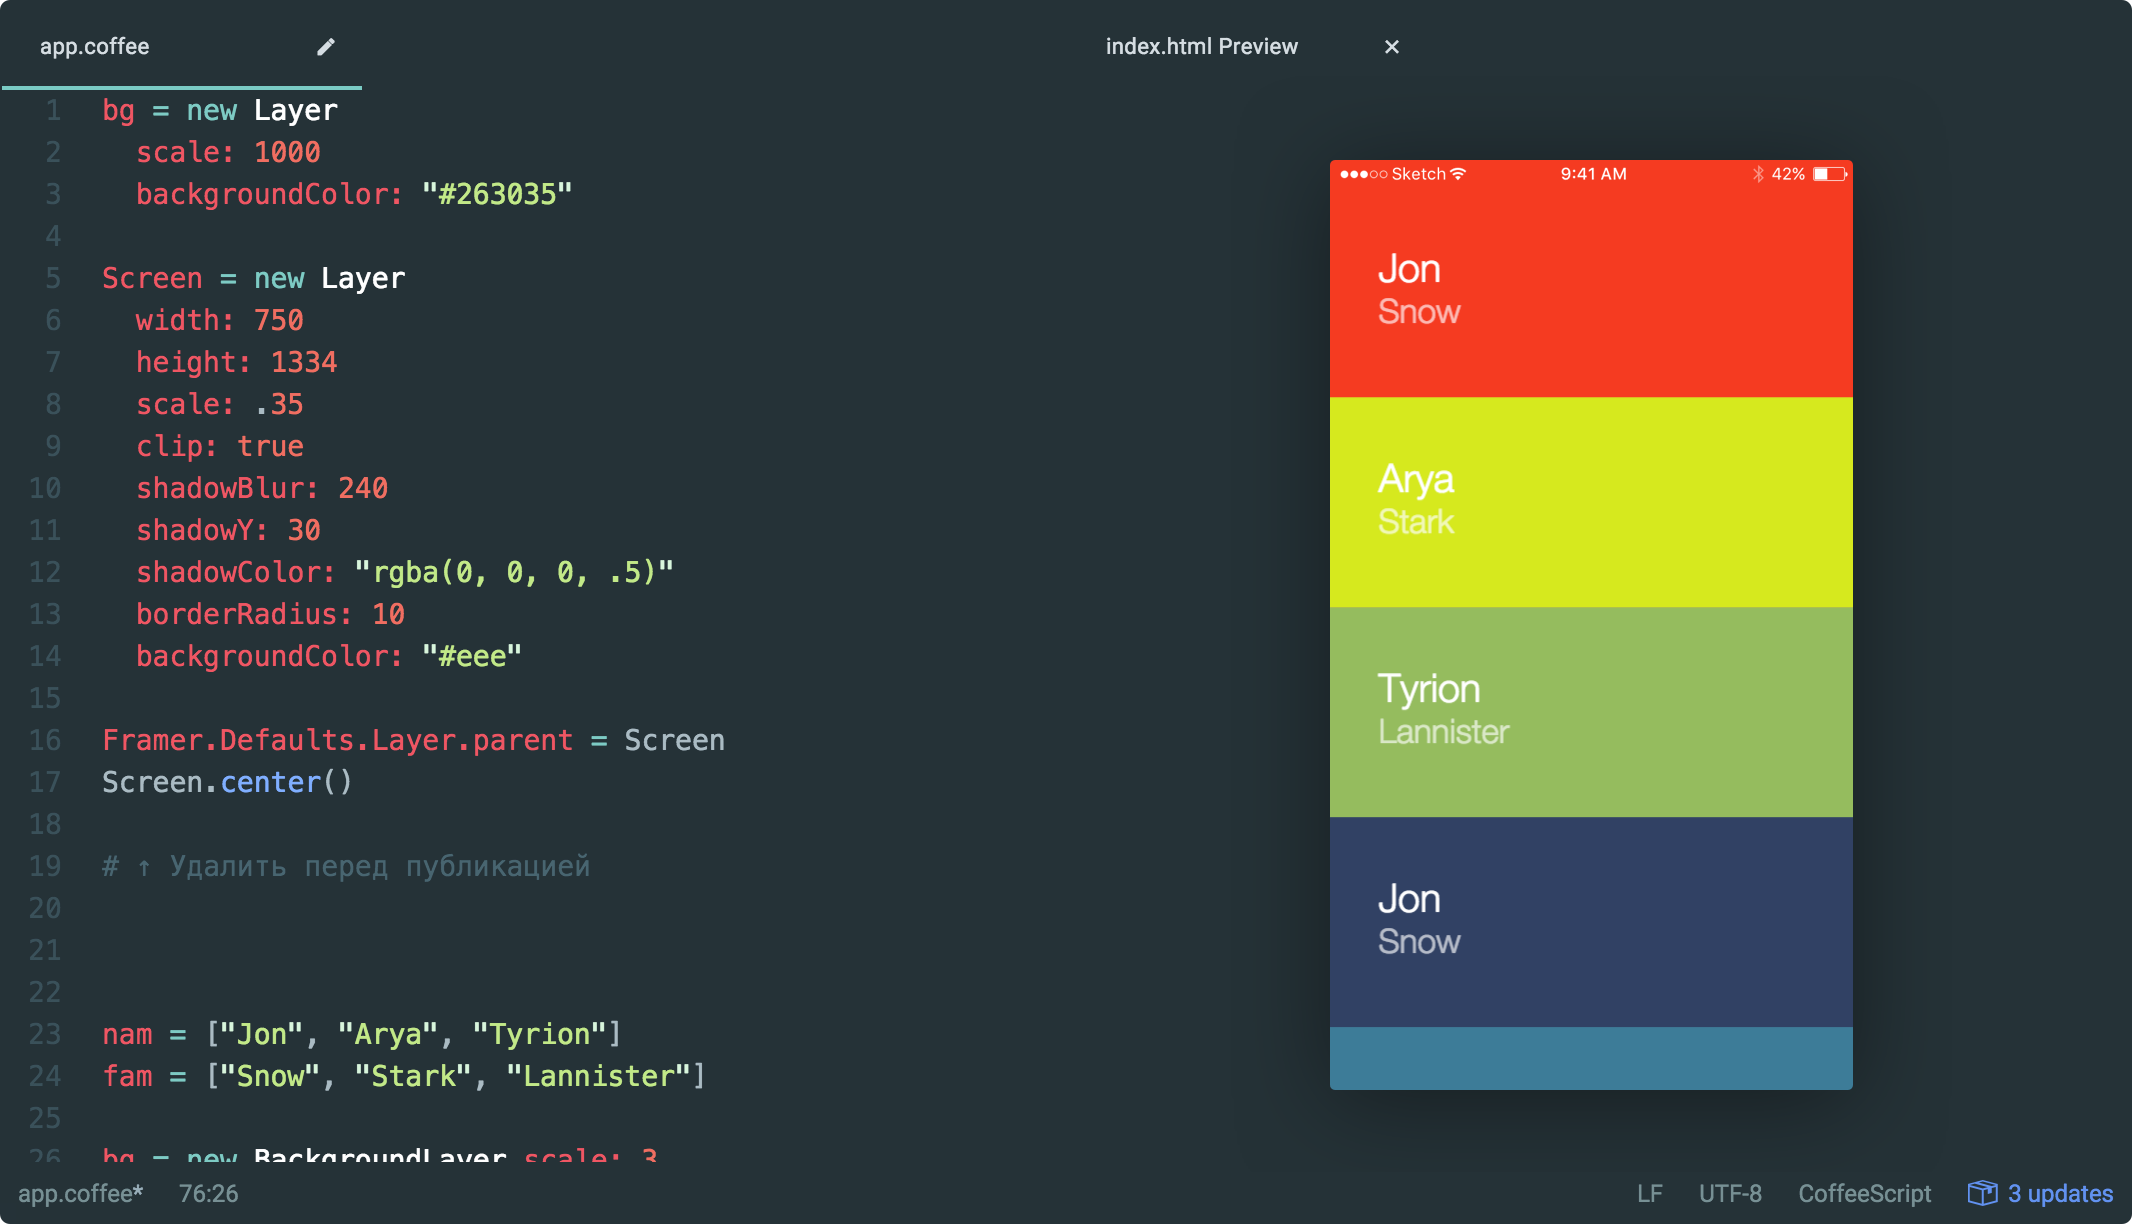 app.coffee
index.html Preview
1 bg = new Layer
2 scale: 1000
3 backgroundColor: "#263035"
4
5 Screen = new Layer
6 width: 750
7 height: 1334
8 scale: .35
9 clip: true
10 shadowBlur: 240
11 shadowY: 30
12 shadowColor: "rgba(0, 0, 0, .5)"
13 borderRadius: 10
14 backgroundColor: "#eee"
15
16 Framer.Defaults.Layer.parent = Screen
17 Screen.center()
18
19 # ↑ Удалить перед публикацией
20
21
22
23 nam = ["Jon", "Arya", "Tyrion"]
24 fam = ["Snow", "Stark", "Lannister"]
25
26 bg = new BackgroundLayer scale: 3
Sketch 9:41 AM 42%
Jon
Snow
Arya
Stark
Tyrion
Lannister
Jon
Snow
app.coffee* 76:26 LF UTF-8 CoffeeScript 3 updates